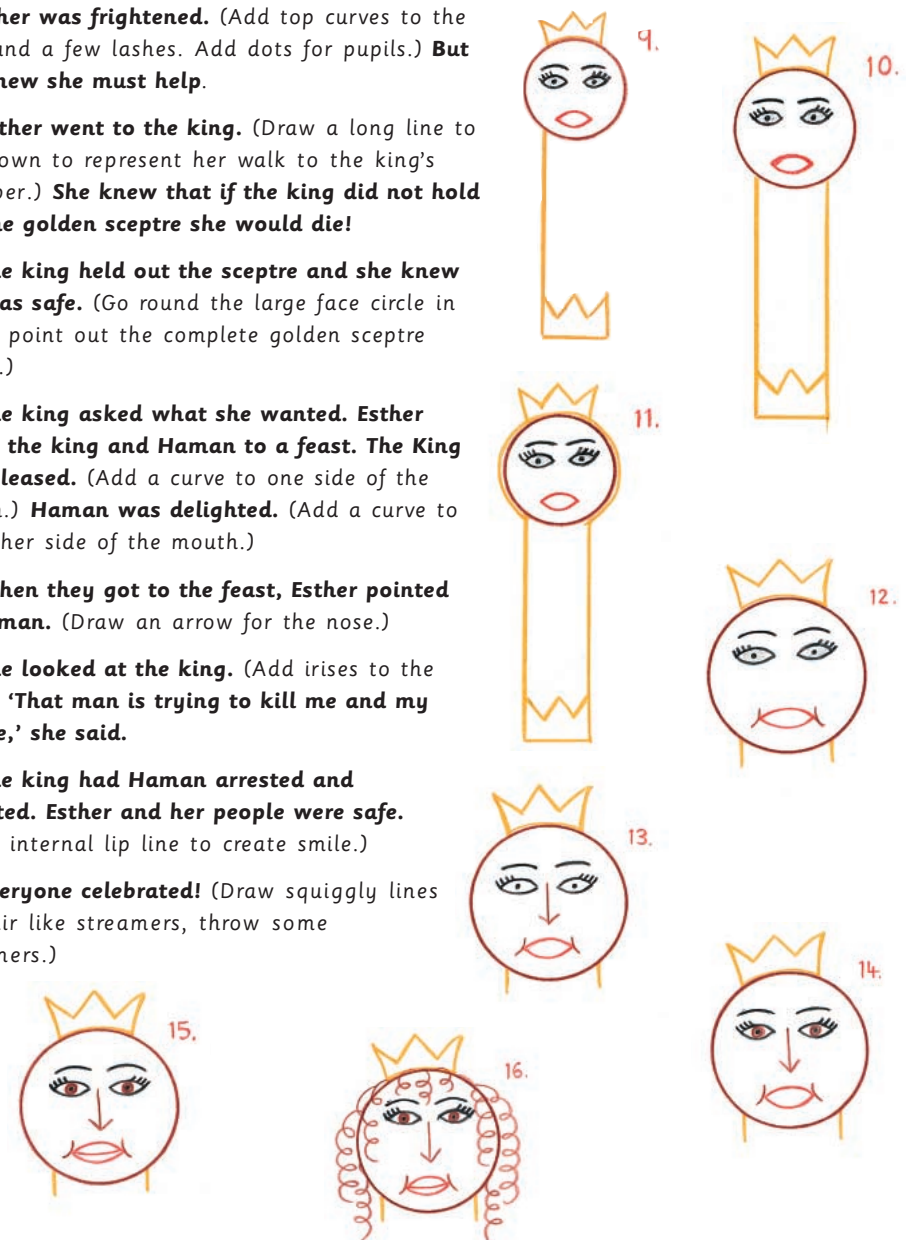 her was frightened. (Add top curves to the
and a few lashes. Add dots for pupils.) But
new she must help.
ther went to the king. (Draw a long line to
own to represent her walk to the king's
ber.) She knew that if the king did not hold
he golden sceptre she would die!
he king held out the sceptre and she knew
as safe. (Go round the large face circle in
point out the complete golden sceptre
.)
he king asked what she wanted. Esther
the king and Haman to a feast. The King
leased. (Add a curve to one side of the
.) Haman was delighted. (Add a curve to
her side of the mouth.)
hen they got to the feast, Esther pointed
man. (Draw an arrow for the nose.)
he looked at the king. (Add irises to the
‘That man is trying to kill me and my
e,’ she said.
he king had Haman arrested and
ted. Esther and her people were safe.
internal lip line to create smile.)
veryone celebrated! (Draw squiggly lines
air like streamers, throw some
ners.)
9.
10.
11.
12.
13.
14.
15.
16.